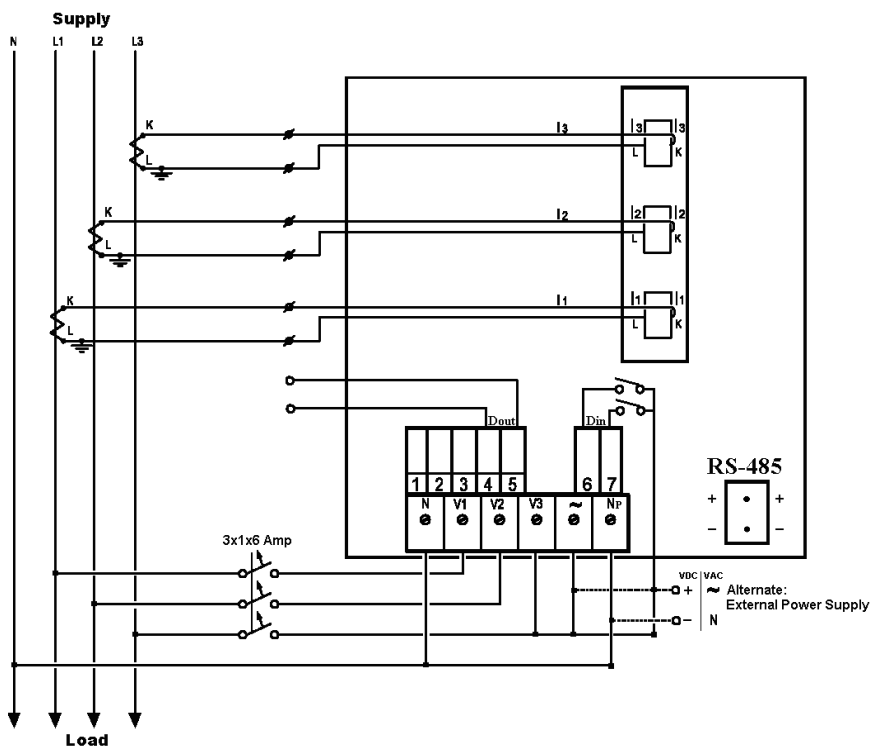 Supply
N L1 L2 L3
K
L
I3
I3 I3
L K
K
L
I2
I2 I2
L K
K
L
I1
I1 I1
L K
Dout Din
1 2 3 4 5 6 7
N V1 V2 V3 ~ NP
RS-485
+ +
− −
3x1x6 Amp
VDC VAC
+ ~ Alternate:
External Power Supply
− N
Load